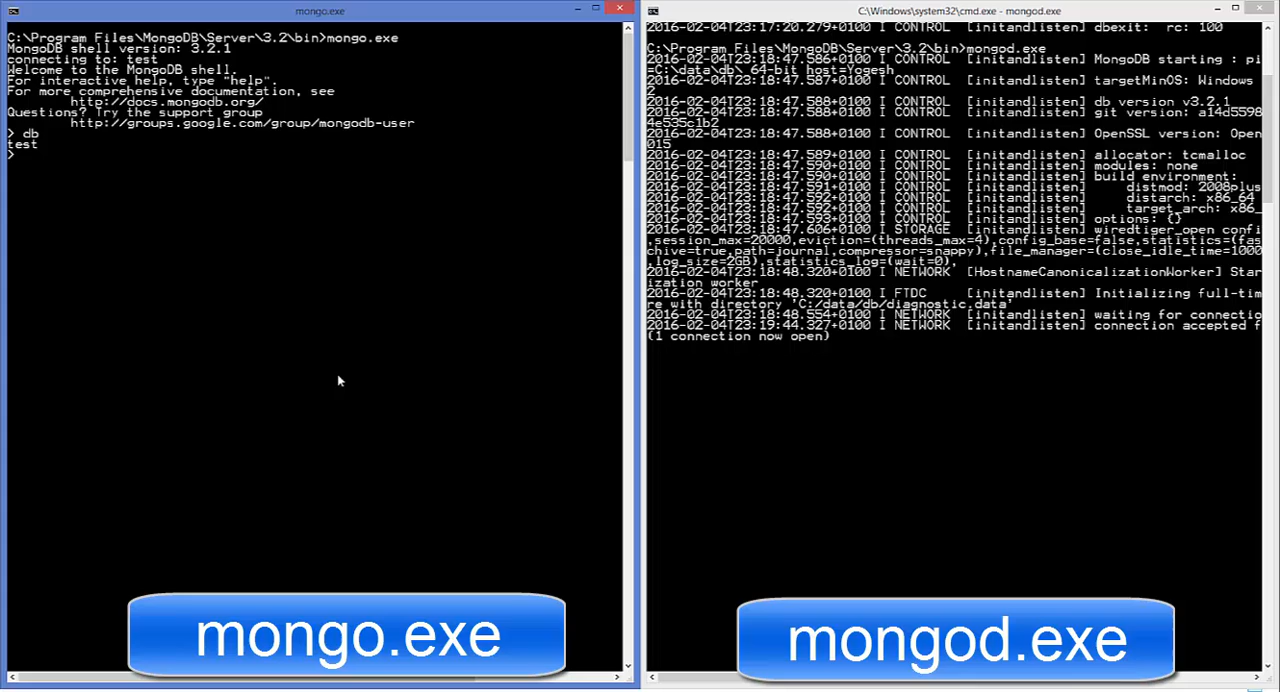 mongo.exe
C:\Program Files\MongoDB\Server\3.2\bin>mongo.exe
MongoDB shell version: 3.2.1
connecting to: test
Welcome to the MongoDB shell.
For interactive help, type "help".
For more comprehensive documentation, see
http://docs.mongodb.org/
Questions? Try the support group
http://groups.google.com/group/mongodb-user
> db
test
>
mongo.exe
C:\Windows\system32\cmd.exe - mongod.exe
2016-02-04T23:17:20.279+0100 I CONTROL [initandlisten] dbexit: rc: 100
C:\Program Files\MongoDB\Server\3.2\bin>mongod.exe
2016-02-04T23:18:47.586+0100 I CONTROL [initandlisten] MongoDB starting : pi
=C:\data\db\ 64-bit host=Yogesh
2016-02-04T23:18:47.587+0100 I CONTROL [initandlisten] targetMinOS: Windows
2
2016-02-04T23:18:47.588+0100 I CONTROL [initandlisten] db version v3.2.1
2016-02-04T23:18:47.588+0100 I CONTROL [initandlisten] git version: a14d5598
4e535c1b2
2016-02-04T23:18:47.588+0100 I CONTROL [initandlisten] OpenSSL version: Open
015
2016-02-04T23:18:47.589+0100 I CONTROL [initandlisten] allocator: tcmalloc
2016-02-04T23:18:47.590+0100 I CONTROL [initandlisten] modules: none
2016-02-04T23:18:47.590+0100 I CONTROL [initandlisten] build environment:
2016-02-04T23:18:47.591+0100 I CONTROL [initandlisten] distmod: 2008plus
2016-02-04T23:18:47.592+0100 I CONTROL [initandlisten] distarch: x86_64
2016-02-04T23:18:47.592+0100 I CONTROL [initandlisten] target_arch: x86_
2016-02-04T23:18:47.593+0100 I CONTROL [initandlisten] options: {}
2016-02-04T23:18:47.606+0100 I STORAGE [initandlisten] wiredtiger_open confi
,session_max=20000,eviction=(threads_max=4),config_base=false,statistics=(fas
chive=true,path=journal,compressor=snappy),file_manager=(close_idle_time=1000
,log_size=2GB),statistics_log=(wait=0),
2016-02-04T23:18:48.320+0100 I NETWORK [HostnameCanonicalizationWorker] Star
ization worker
2016-02-04T23:18:48.320+0100 I FTDC [initandlisten] Initializing full-tim
re with directory 'C:/data/db/diagnostic.data'
2016-02-04T23:18:48.554+0100 I NETWORK [initandlisten] waiting for connectio
2016-02-04T23:19:44.327+0100 I NETWORK [initandlisten] connection accepted f
(1 connection now open)
mongod.exe